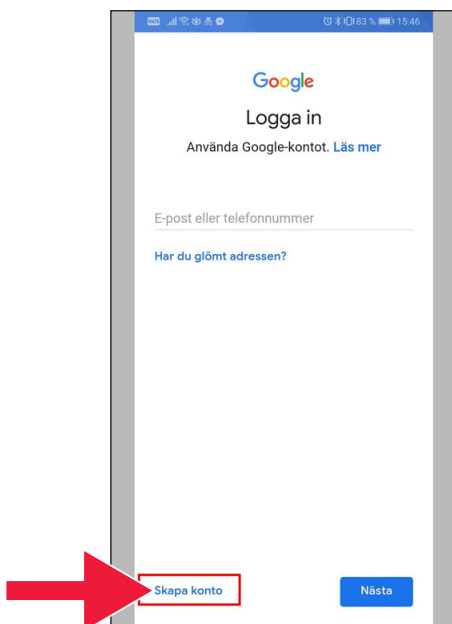 83 % 15:46
Google
Logga in
Använda Google-kontot. Läs mer
E-post eller telefonnummer
Har du glömt adressen?
Skapa konto
Nästa